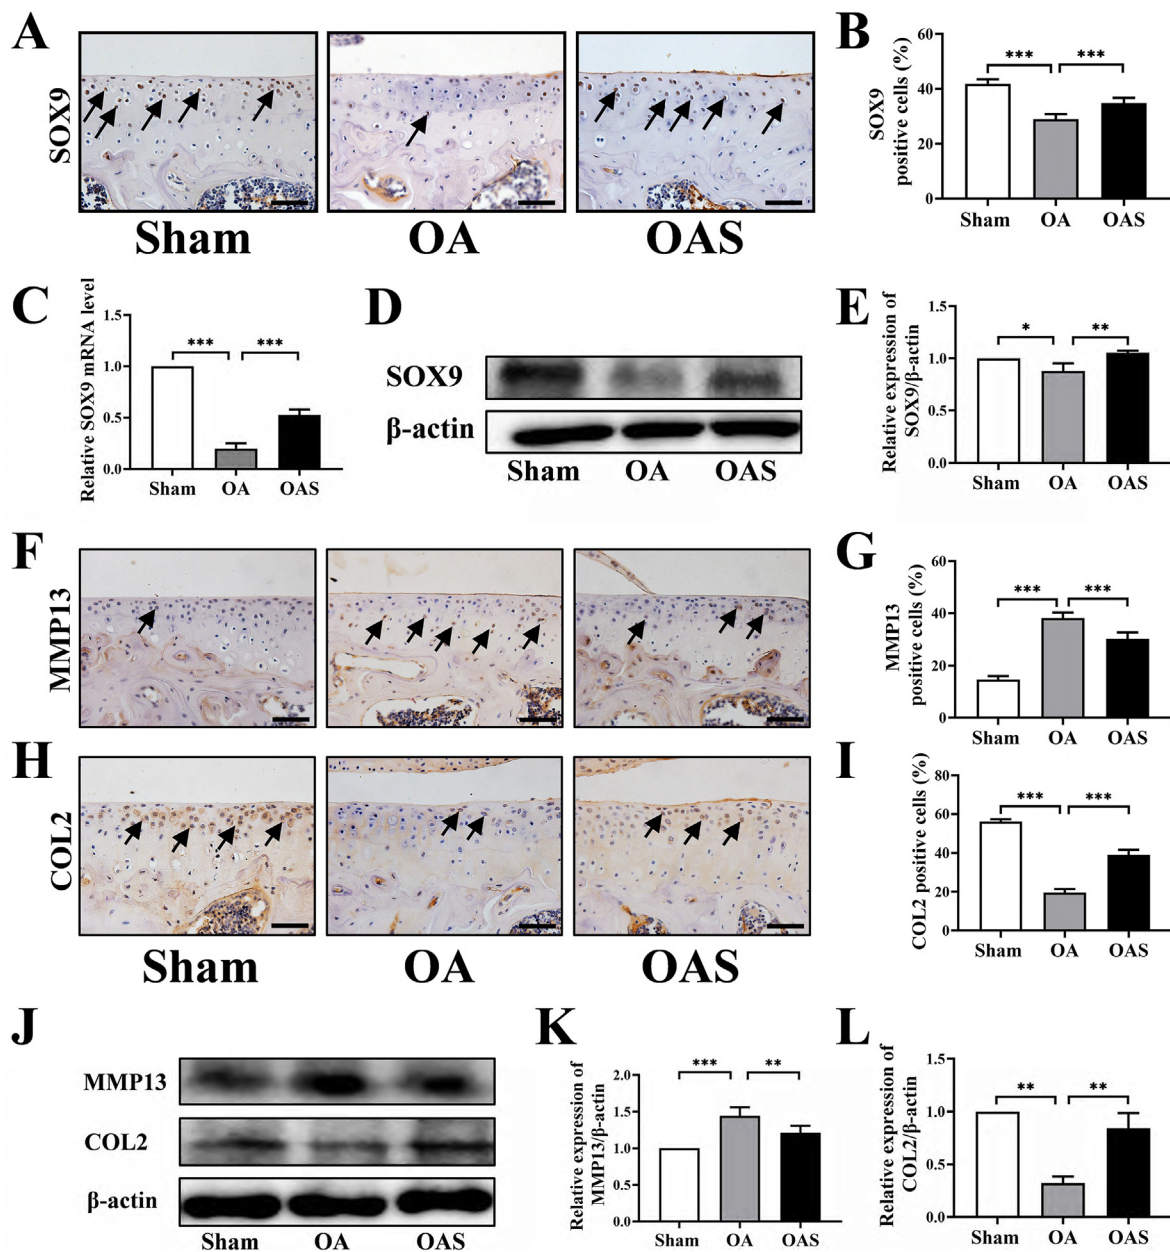 A
SOX9
Sham
OA
OAS
B
SOX9
positive cells (%)
60
40
20
0
***
***
Sham
OA
OAS
C
Relative SOX9 mRNA level
1.5
1.0
0.5
0.0
***
***
Sham
OA
OAS
D
SOX9
β-actin
Sham
OA
OAS
E
Relative expression of
SOX9/β-actin
1.5
1.0
0.5
0.0
*
**
Sham
OA
OAS
F
MMP13
G
MMP13
positive cells (%)
60
40
20
0
***
***
Sham
OA
OAS
H
COL2
Sham
OA
OAS
I
COL2 positive cells (%)
80
60
40
20
0
***
***
Sham
OA
OAS
J
MMP13
COL2
β-actin
Sham
OA
OAS
K
Relative expression of
MMP13/β-actin
2.0
1.5
1.0
0.5
0.0
***
**
Sham
OA
OAS
L
Relative expression of
COL2/β-actin
1.5
1.0
0.5
0.0
**
**
Sham
OA
OAS